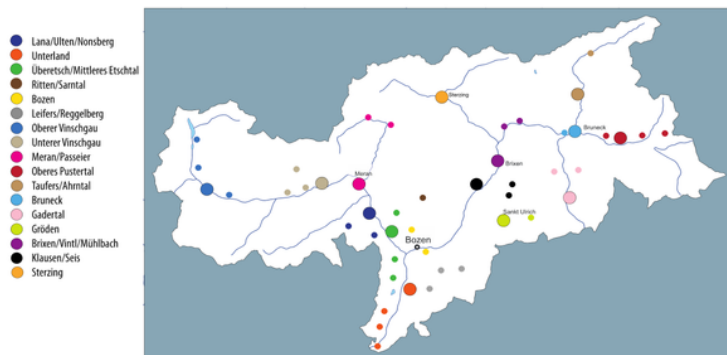 Lana/Ulten/Nonsberg
Unterland
Überetsch/Mittleres Etschtal
Ritten/Sarntal
Bozen
Leifers/Reggelberg
Oberer Vinschgau
Unterer Vinschgau
Meran/Passeier
Oberes Pustertal
Taufers/Ahrntal
Bruneck
Gadertal
Gröden
Brixen/Vintl/Mühlbach
Klausen/Seis
Sterzing
Sterzing
Bruneck
Brixen
Meran
Sankt Ulrich
Bozen